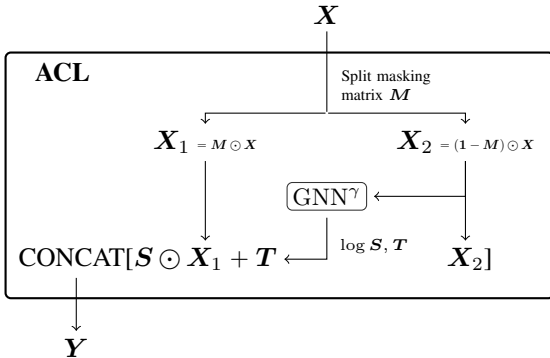 X
ACL
Split masking
matrix M
X₁ = M ⊙ X
X₂ = (1 − M) ⊙ X
GNN^γ
log S, T
CONCAT[S ⊙ X₁ + T
X₂]
Y